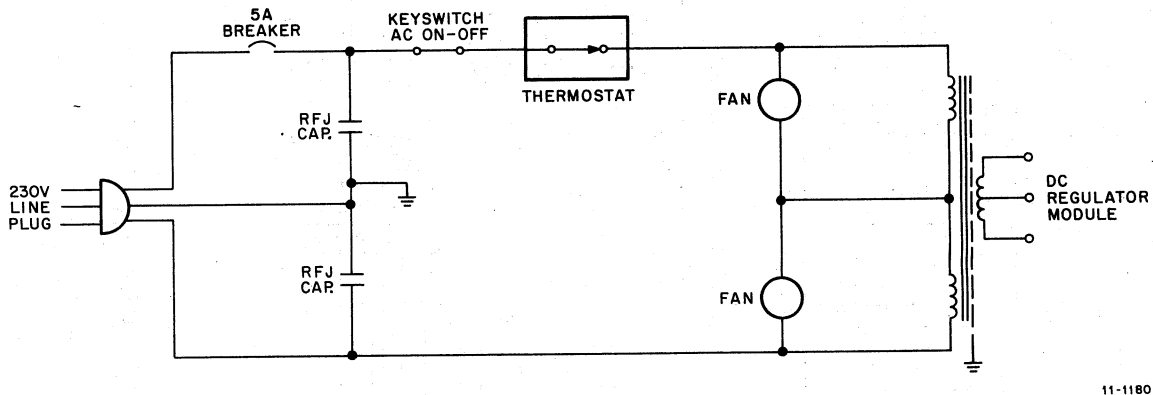 5A
BREAKER
KEYSWITCH
AC ON-OFF
THERMOSTAT
FAN
RFJ
CAP.
230V
LINE
PLUG
DC
REGULATOR
MODULE
RFJ
CAP.
FAN
11-1180